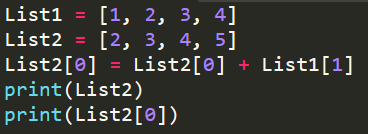 List1 = [1, 2, 3, 4]
List2 = [2, 3, 4, 5]
List2[0] = List2[0] + List1[1]
print(List2)
print(List2[0])